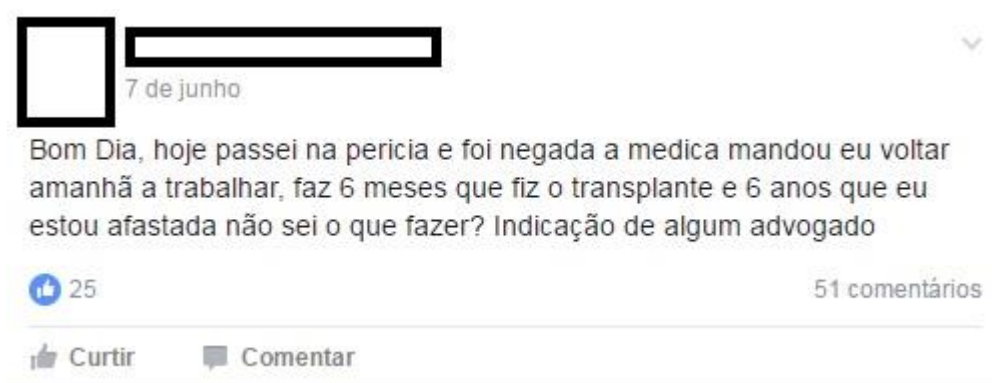 7 de junho
Bom Dia, hoje passei na pericia e foi negada a medica mandou eu voltar
amanhã a trabalhar, faz 6 meses que fiz o transplante e 6 anos que eu
estou afastada não sei o que fazer? Indicação de algum advogado
25
51 comentários
Curtir
Comentar